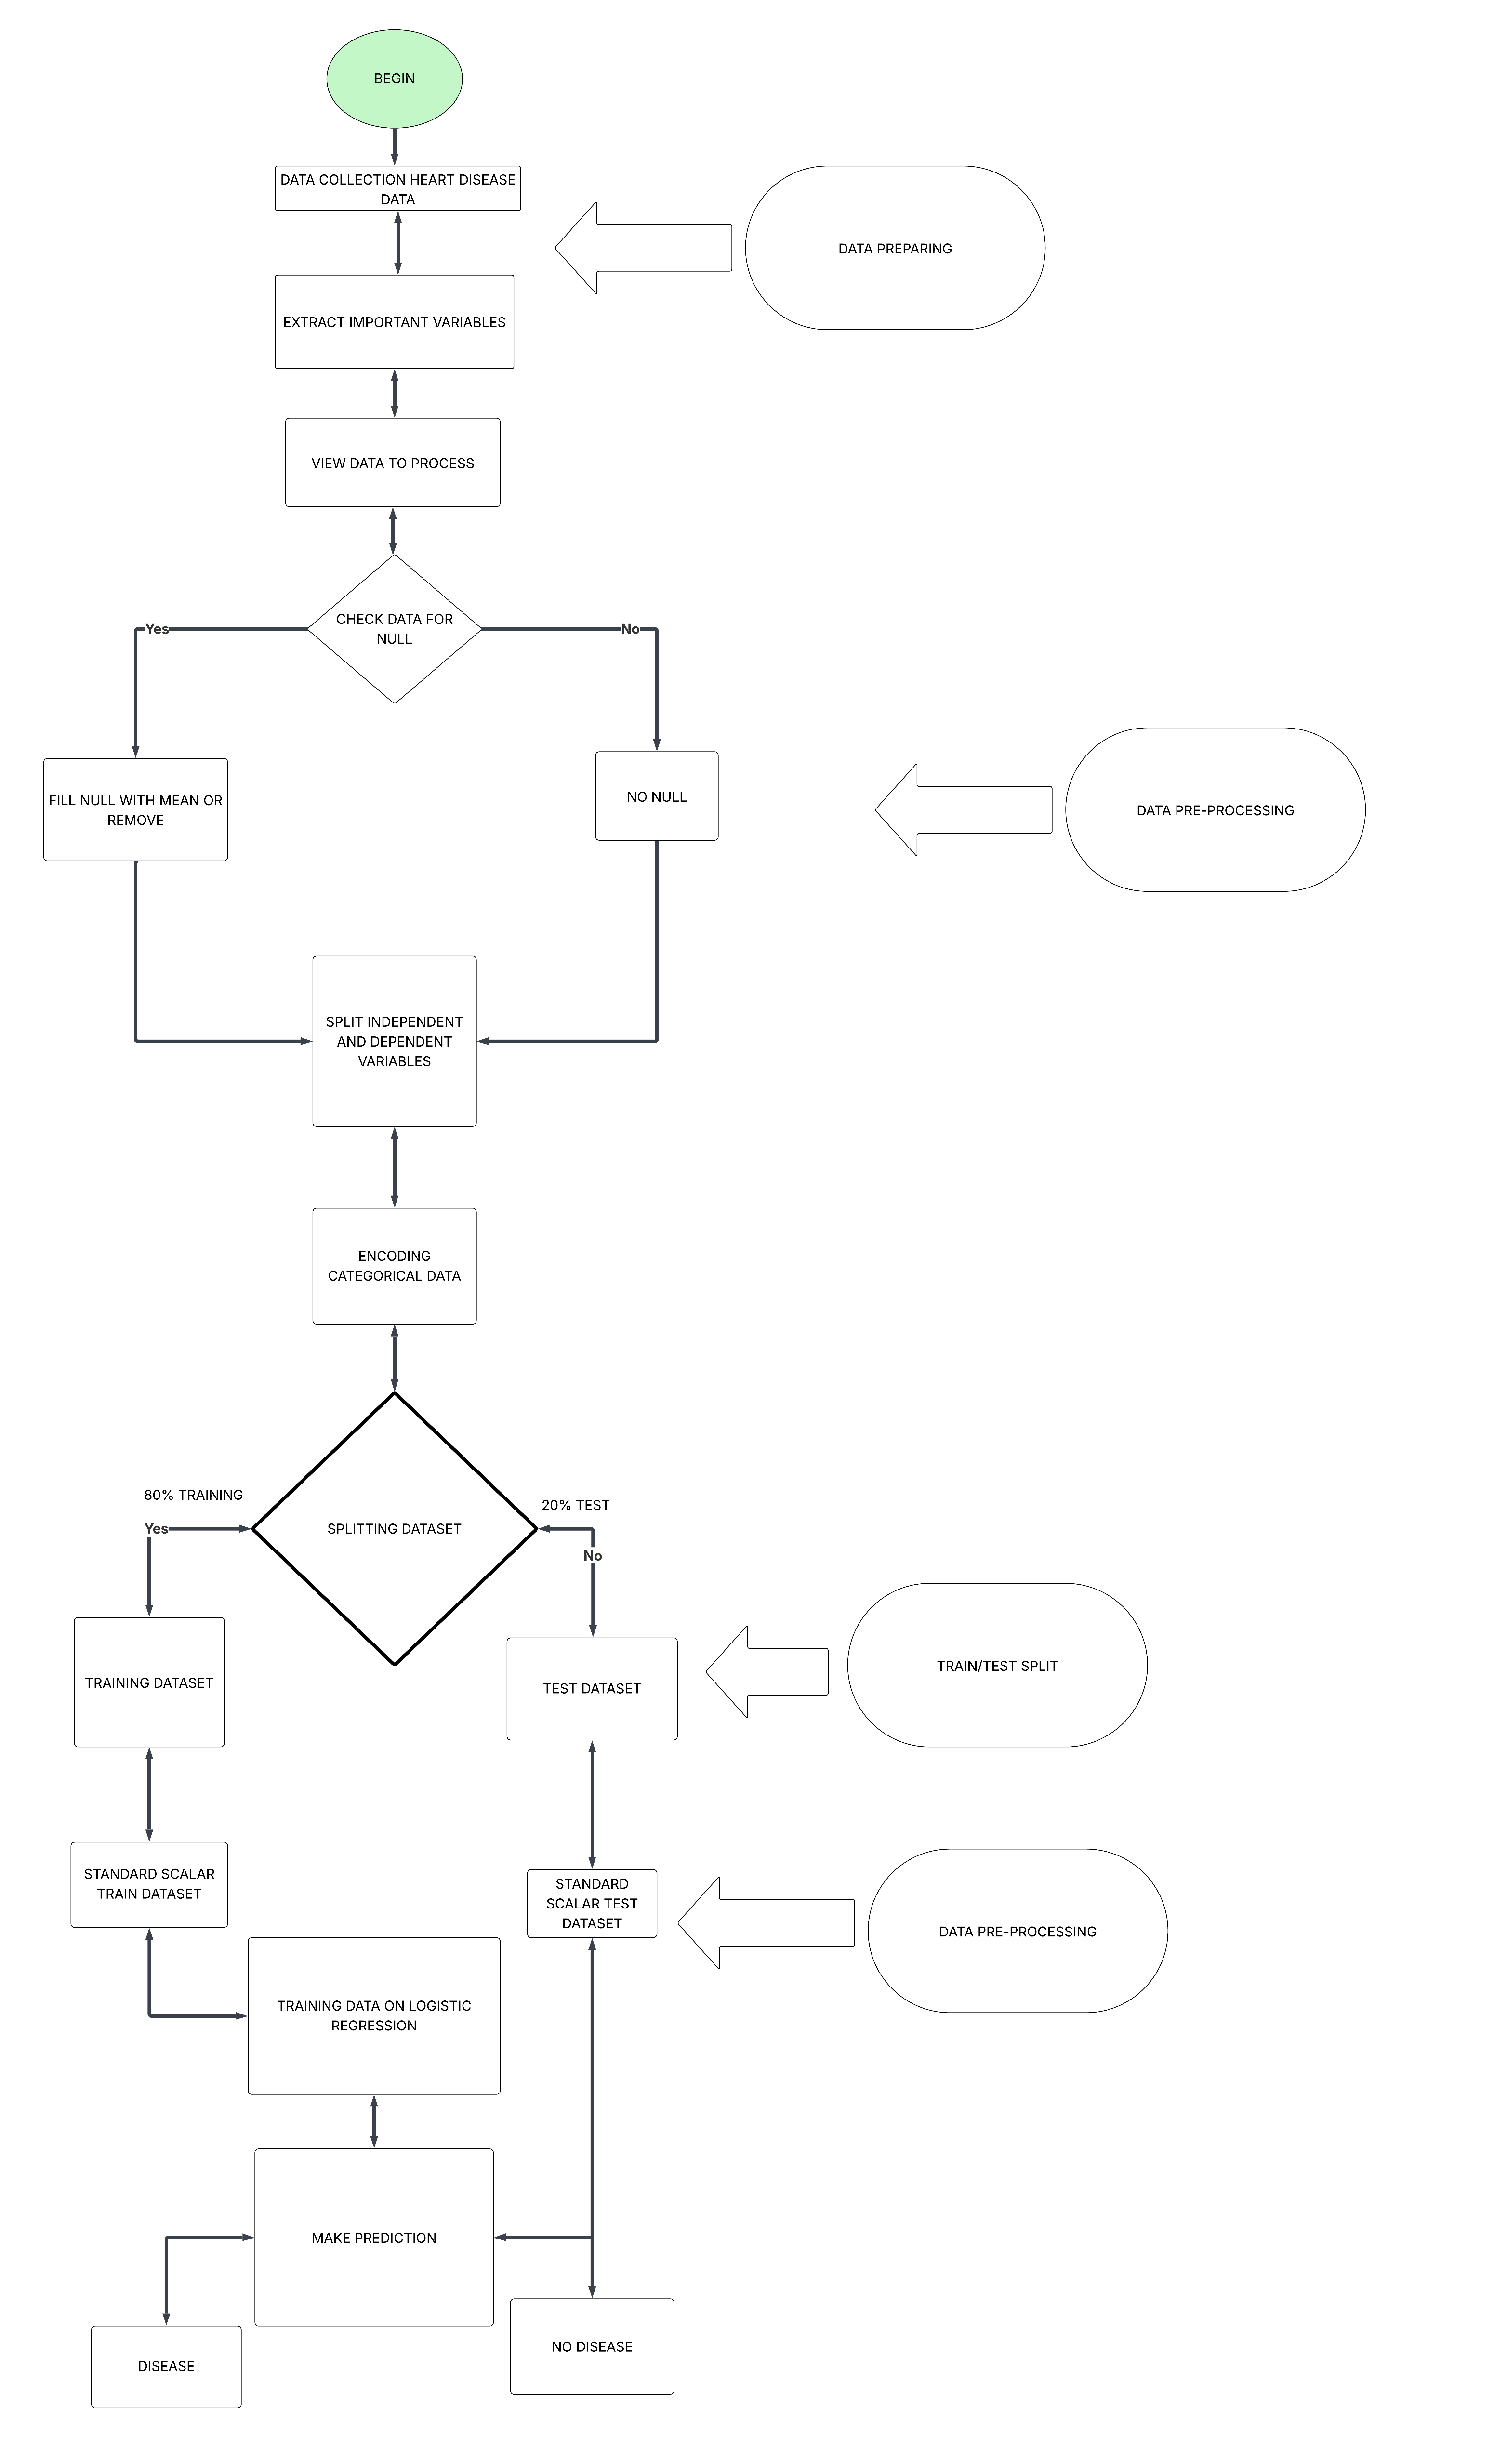 BEGIN
DATA COLLECTION HEART DISEASE
DATA
DATA PREPARING
EXTRACT IMPORTANT VARIABLES
VIEW DATA TO PROCESS
CHECK DATA FOR
NULL
Yes
No
FILL NULL WITH MEAN OR
REMOVE
NO NULL
DATA PRE-PROCESSING
SPLIT INDEPENDENT
AND DEPENDENT
VARIABLES
ENCODING
CATEGORICAL DATA
80% TRAINING
20% TEST
Yes
SPLITTING DATASET
No
TRAINING DATASET
TEST DATASET
TRAIN/TEST SPLIT
STANDARD SCALAR
TRAIN DATASET
STANDARD
SCALAR TEST
DATASET
DATA PRE-PROCESSING
TRAINING DATA ON LOGISTIC
REGRESSION
MAKE PREDICTION
DISEASE
NO DISEASE